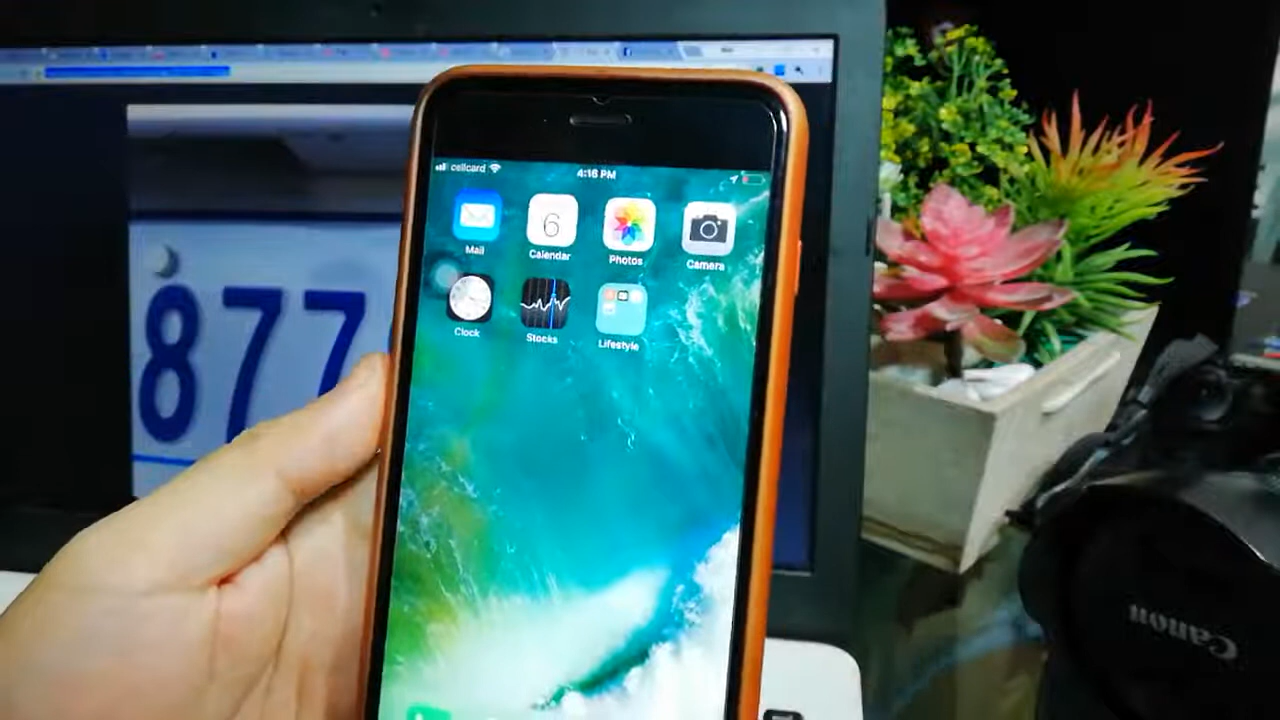 cellcard
4:16 PM
Mail
6
Calendar
Photos
Camera
Clock
Stocks
Lifestyle
877
Canon